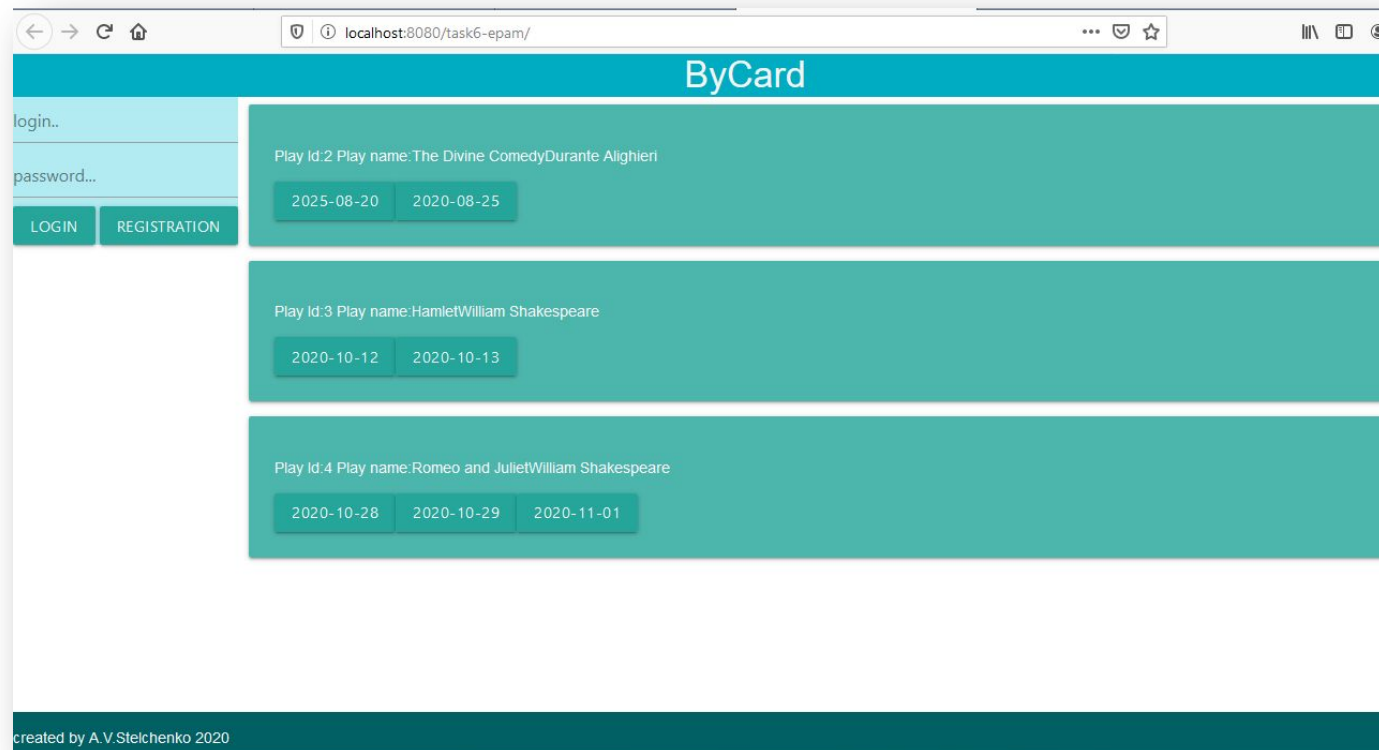 localhost:8080/task6-epam/
ByCard
login..
password...
LOGIN REGISTRATION
Play Id:2 Play name:The Divine ComedyDurante Alighieri
2025-08-20 2020-08-25
Play Id:3 Play name:HamletWilliam Shakespeare
2020-10-12 2020-10-13
Play Id:4 Play name:Romeo and JulietWilliam Shakespeare
2020-10-28 2020-10-29 2020-11-01
created by A.V.Stelchenko 2020